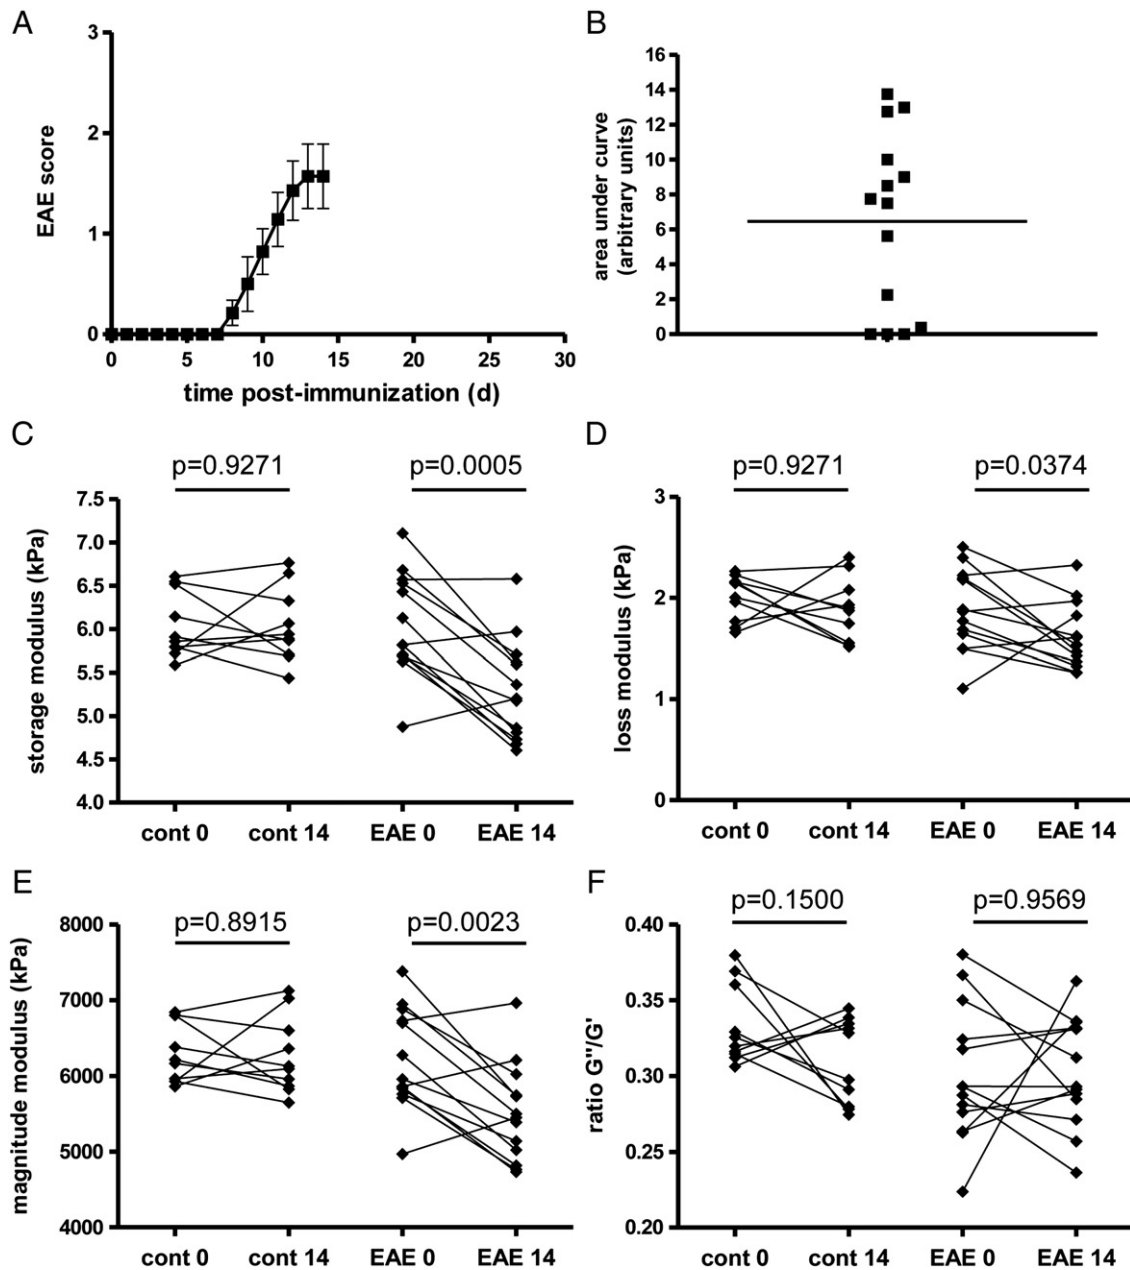 A
EAE score
3
2
1
0
0 5 10 15 20 25 30
time post-immunization (d)
B
area under curve
(arbitrary units)
16
14
12
10
8
6
4
2
0
C
p=0.9271 p=0.0005
storage modulus (kPa)
7.5
7.0
6.5
6.0
5.5
5.0
4.5
4.0
cont 0 cont 14 EAE 0 EAE 14
D
p=0.9271 p=0.0374
loss modulus (kPa)
3
2
1
0
cont 0 cont 14 EAE 0 EAE 14
E
p=0.8915 p=0.0023
magnitude modulus (kPa)
8000
7000
6000
5000
4000
cont 0 cont 14 EAE 0 EAE 14
F
p=0.1500 p=0.9569
ratio G"/G'
0.40
0.35
0.30
0.25
0.20
cont 0 cont 14 EAE 0 EAE 14